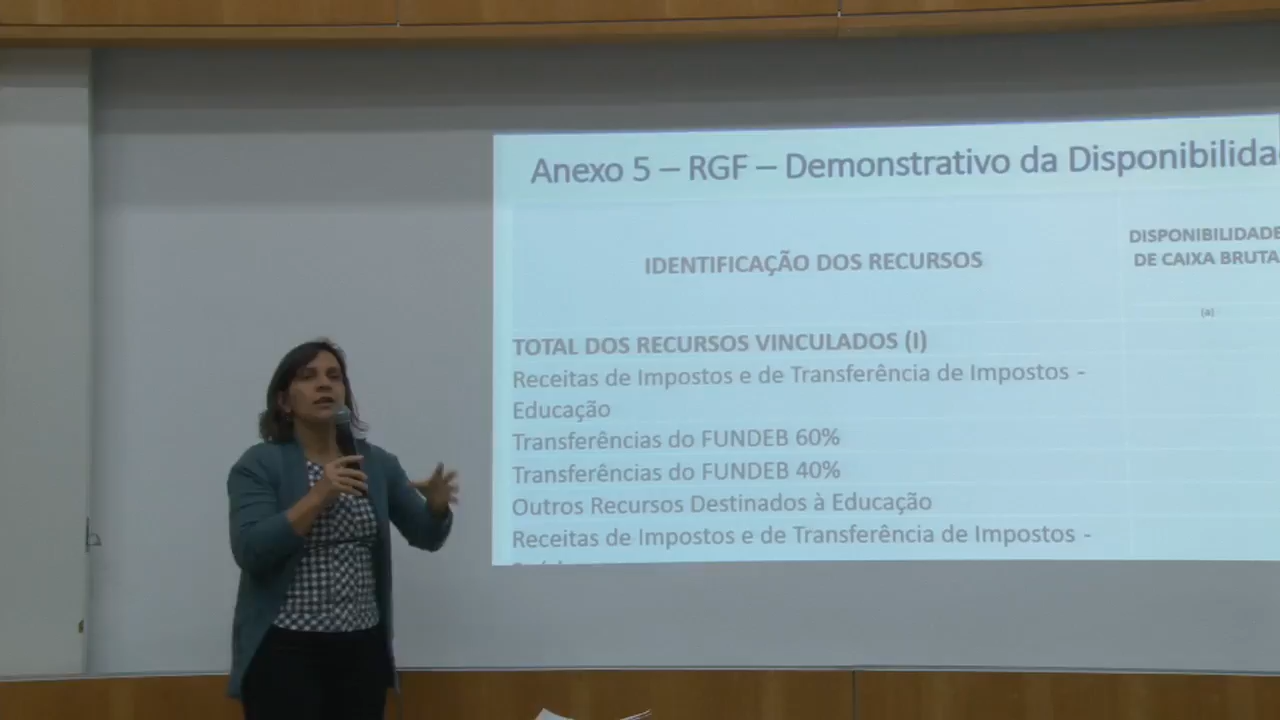 Anexo 5 – RGF – Demonstrativo da
IDENTIFICAÇÃO DOS RECURSOS
DE CAIXA BRUTA
(a)
TOTAL DOS RECURSOS VINCULADOS (I)
Receitas de Impostos e de Transferência de Impostos -
Educação
Transferências do FUNDEB 60%
Transferências do FUNDEB 40%
Outros Recursos Destinados à Educação
Receitas de Impostos e de Transferência de Impostos -